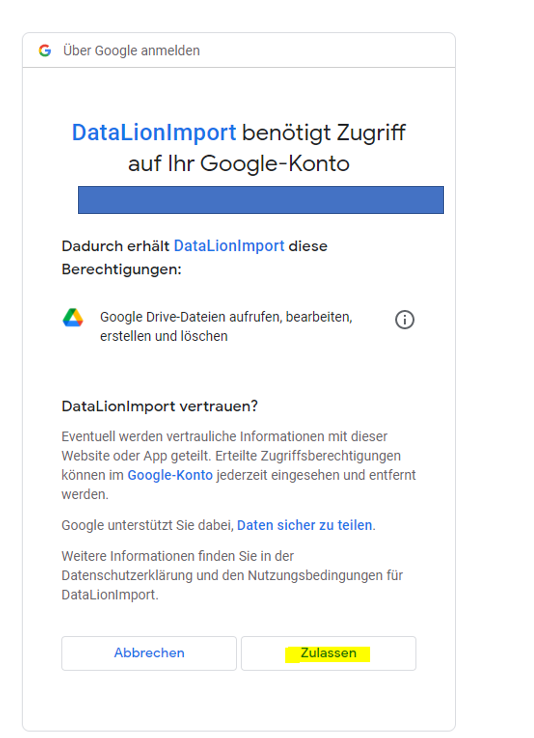 Über Google anmelden
DataLionImport benötigt Zugriff
auf Ihr Google-Konto
Dadurch erhält DataLionImport diese
Berechtigungen:
Google Drive-Dateien aufrufen, bearbeiten,
erstellen und löschen
DataLionImport vertrauen?
Eventuell werden vertrauliche Informationen mit dieser
Website oder App geteilt. Erteilte Zugriffsberechtigungen
können im Google-Konto jederzeit eingesehen und entfernt
werden.
Google unterstützt Sie dabei, Daten sicher zu teilen.
Weitere Informationen finden Sie in der
Datenschutzerklärung und den Nutzungsbedingungen für
DataLionImport.
Abbrechen
Zulassen